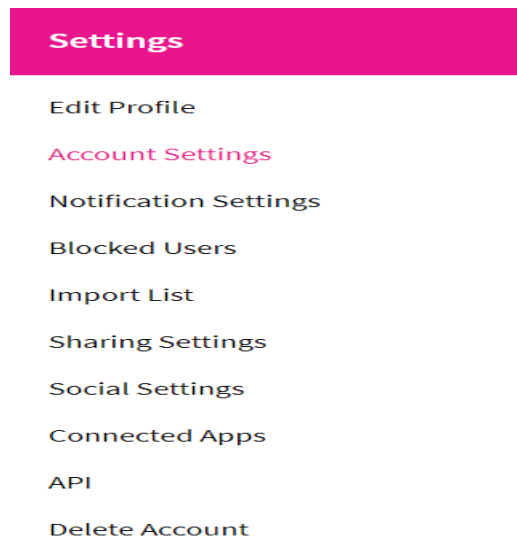 Settings
Edit Profile
Account Settings
Notification Settings
Blocked Users
Import List
Sharing Settings
Social Settings
Connected Apps
API
Delete Account